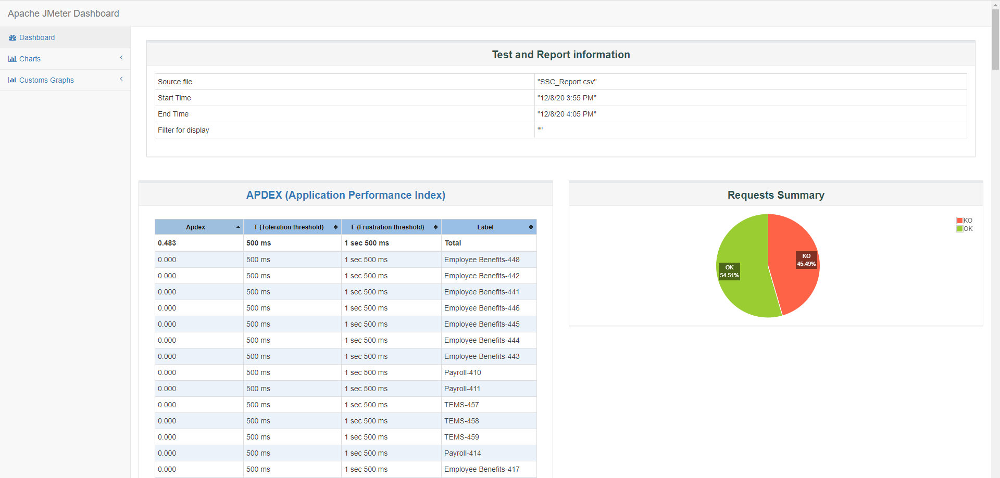 Apache JMeter Dashboard
Dashboard
Charts
Customs Graphs
Test and Report information
Source file "SSC_Report.csv"
Start Time "12/8/20 3:55 PM"
End Time "12/8/20 4:05 PM"
Filter for display ""
APDEX (Application Performance Index)
Apdex T (Toleration threshold) F (Frustration threshold) Label
0.483 500 ms 1 sec 500 ms Total
0.000 500 ms 1 sec 500 ms Employee Benefits-448
0.000 500 ms 1 sec 500 ms Employee Benefits-442
0.000 500 ms 1 sec 500 ms Employee Benefits-441
0.000 500 ms 1 sec 500 ms Employee Benefits-446
0.000 500 ms 1 sec 500 ms Employee Benefits-445
0.000 500 ms 1 sec 500 ms Employee Benefits-444
0.000 500 ms 1 sec 500 ms Employee Benefits-443
0.000 500 ms 1 sec 500 ms Payroll-410
0.000 500 ms 1 sec 500 ms Payroll-411
0.000 500 ms 1 sec 500 ms TEMS-457
0.000 500 ms 1 sec 500 ms TEMS-458
0.000 500 ms 1 sec 500 ms TEMS-459
0.000 500 ms 1 sec 500 ms Payroll-414
0.000 500 ms 1 sec 500 ms Employee Benefits-417
Requests Summary
KO
OK
KO
45.49%
OK
54.51%